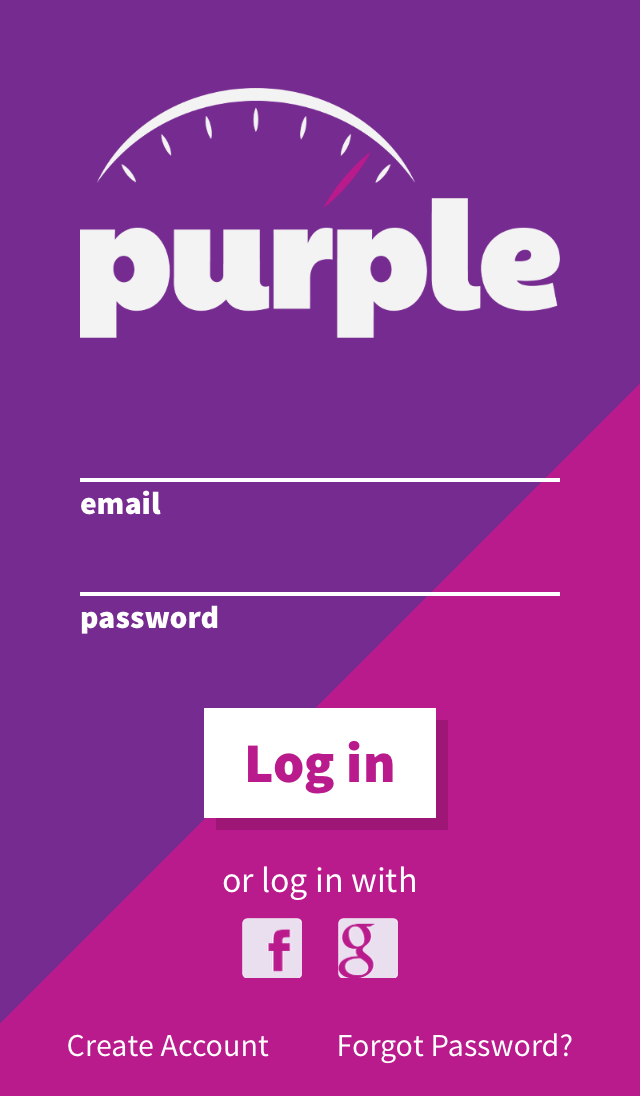 purple
email
password
Log in
or log in with
f g
Create Account Forgot Password?